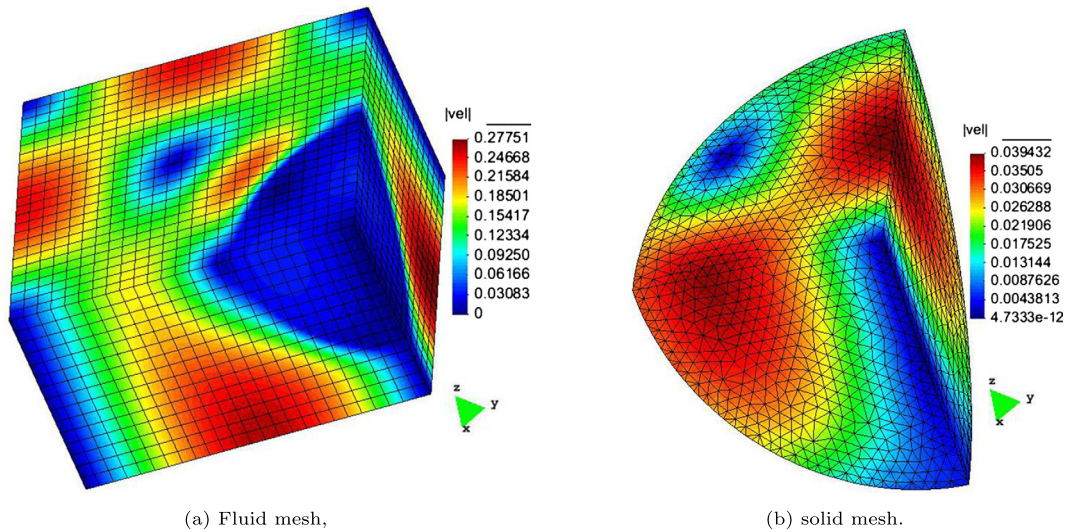 |vel|
0.27751
0.24668
0.21584
0.18501
0.15417
0.12334
0.09250
0.06166
0.03083
0
z
y
x
(a) Fluid mesh,
|vel|
0.039432
0.03505
0.030669
0.026288
0.021906
0.017525
0.013144
0.0087626
0.0043813
4.7333e-12
z
y
x
(b) solid mesh.